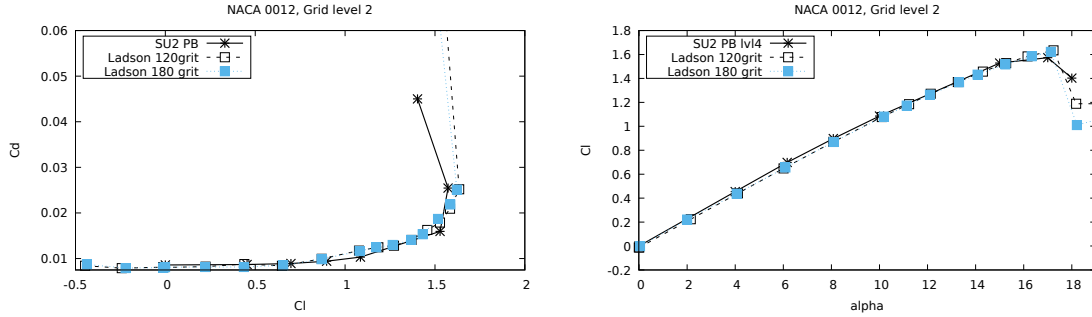 NACA 0012, Grid level 2
0.06
0.05
0.04
0.03
0.02
0.01
-0.5
0
0.5
1
1.5
2
Cd
Cl
SU2 PB
Ladson 120grit
Ladson 180 grit
NACA 0012, Grid level 2
1.8
1.6
1.4
1.2
1
0.8
0.6
0.4
0.2
0
-0.2
0
2
4
6
8
10
12
14
16
18
Cl
alpha
SU2 PB lvl4
Ladson 120grit
Ladson 180 grit